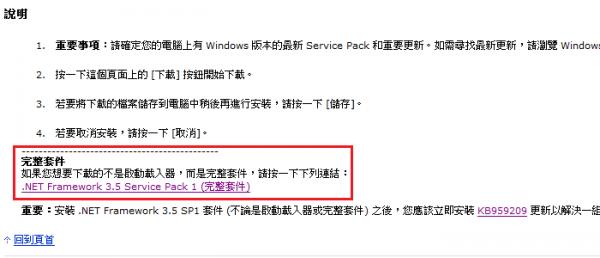 說明
1. 重要事項：請確定您的電腦上有 Windows 版本的最新 Service Pack 和重要更新。如需尋找最新更新，請瀏覽 Windows
2. 按一下這個頁面上的 [下載] 按鈕開始下載。
3. 若要將下載的檔案儲存到電腦中稍後再進行安裝，請按一下 [儲存]。
4. 若要取消安裝，請按一下 [取消]。
--------------------------------------------
完整套件
如果您想要下載的不是啟動載入器，而是完整套件，請按一下下列連結：
.NET Framework 3.5 Service Pack 1 (完整套件)
重要：安裝 .NET Framework 3.5 SP1 套件 (不論是啟動載入器或完整套件) 之後，您應該立即安裝 KB959209 更新以解決一組
回到頁首